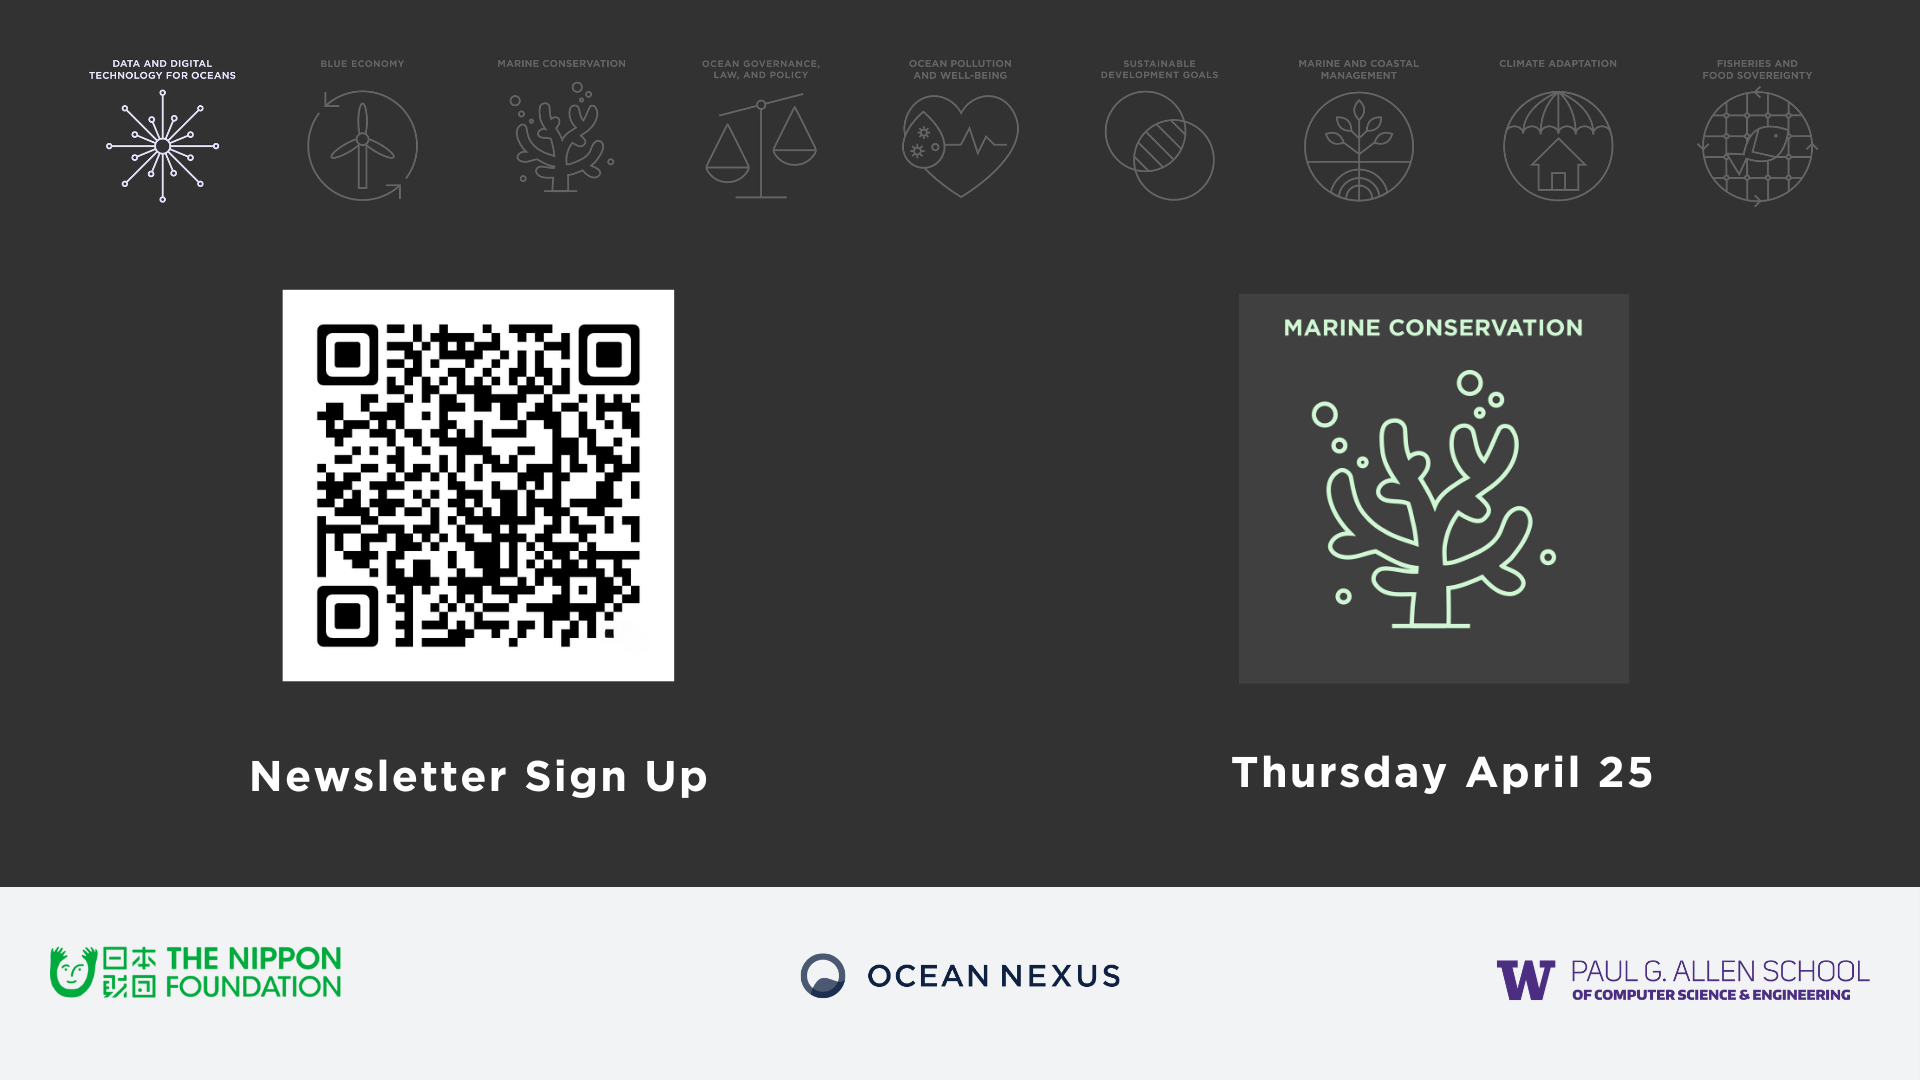 DATA AND DIGITAL
TECHNOLOGY FOR OCEANS
BLUE ECONOMY
MARINE CONSERVATION
OCEAN GOVERNANCE,
LAW, AND POLICY
OCEAN POLLUTION
AND WELL-BEING
SUSTAINABLE
DEVELOPMENT GOALS
MARINE AND COASTAL
MANAGEMENT
CLIMATE ADAPTATION
FISHERIES AND
FOOD SOVEREIGNTY
MARINE CONSERVATION
Newsletter Sign Up
Thursday April 25
日本
財団
THE NIPPON
FOUNDATION
OCEAN NEXUS
W
PAUL G. ALLEN SCHOOL
OF COMPUTER SCIENCE & ENGINEERING